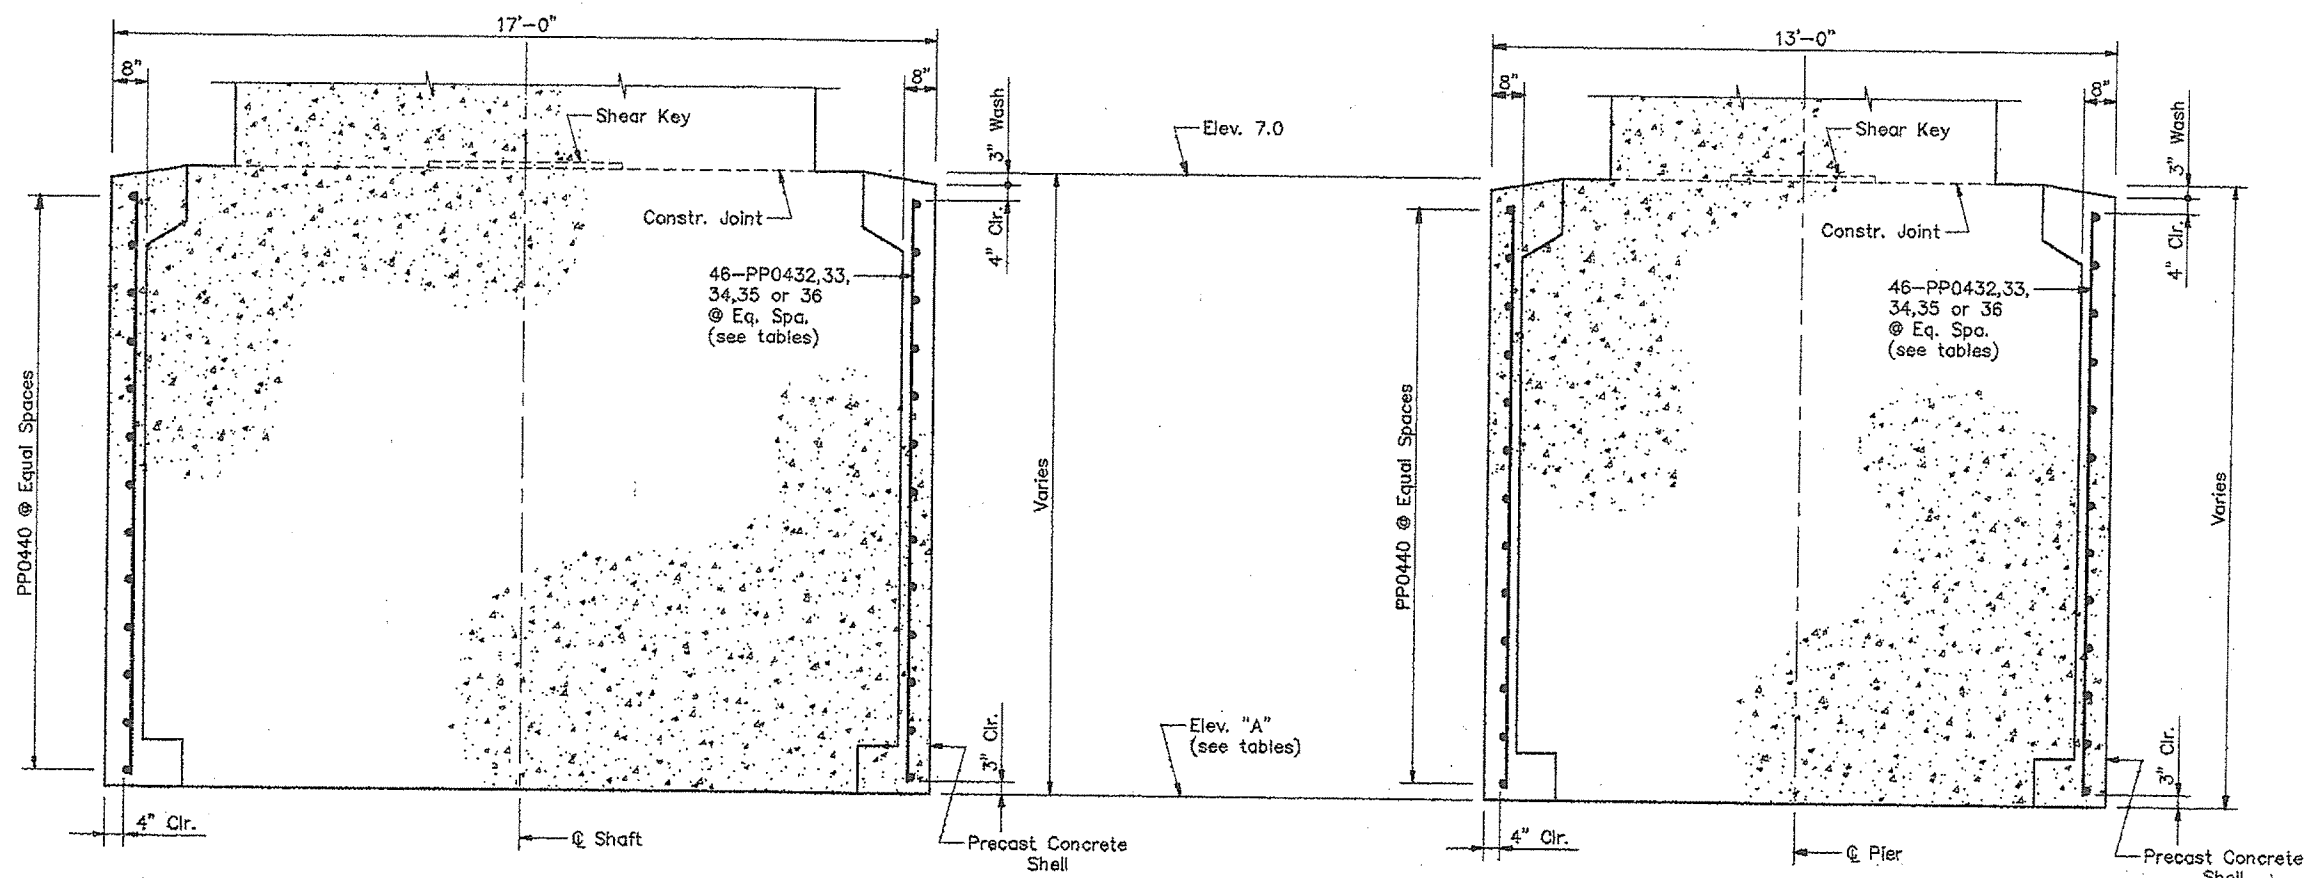 17'-0"
8"
8"
Shear Key
3" Wash
4" Clr.
Constr. Joint
46-PP0432,33,
34,35 or 36
@ Eq. Spa.
(see tables)
PP0440 @ Equal Spaces
Varies
3" Clr.
4" Clr.
℄ Shaft
Precast Concrete
Shell
Elev. 7.0
Elev. "A"
(see tables)
13'-0"
8"
8"
Shear Key
3" Wash
4" Clr.
Constr. Joint
46-PP0432,33,
34,35 or 36
@ Eq. Spa.
(see tables)
PP0440 @ Equal Spaces
Varies
3" Clr.
4" Clr.
℄ Pier
Precast Concrete
Shell